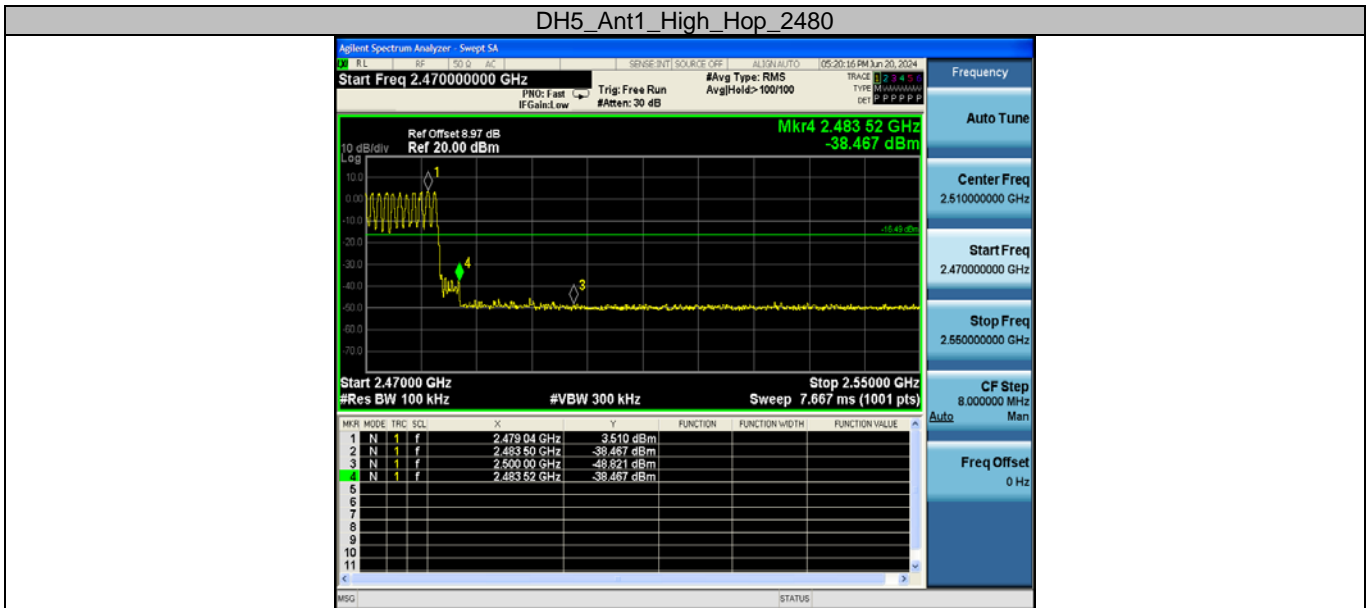 DH5_Ant1_High_Hop_2480
Agilent Spectrum Analyzer - Swept SA
RL RF 50 Ω AC SENSE:INT SOURCE OFF ALIGN AUTO 05:20:16 PM Jun 20, 2024
Start Freq 2.470000000 GHz
PNO: Fast
IFGain:Low
Trig: Free Run
#Atten: 30 dB
#Avg Type: RMS
Avg|Hold:>100/100
TRACE 1 2 3 4 5 6
TYPE M
DET P P P P P P
Mkr4 2.483 52 GHz
-38.467 dBm
Ref Offset 8.97 dB
10 dB/div Ref 20.00 dBm
Log
10.0
0.00
-10.0
-20.0
-30.0
-40.0
-50.0
-60.0
-70.0
1
4
3
-16.49 dBm
Start 2.47000 GHz Stop 2.55000 GHz
#Res BW 100 kHz #VBW 300 kHz Sweep 7.667 ms (1001 pts)
MKR MODE TRC SCL X Y FUNCTION FUNCTION WIDTH FUNCTION VALUE
1 N 1 f 2.479 04 GHz 3.510 dBm
2 N 1 f 2.483 50 GHz -38.467 dBm
3 N 1 f 2.500 00 GHz -48.821 dBm
4 N 1 f 2.483 52 GHz -38.467 dBm
5
6
7
8
9
10
11
MSG STATUS
Frequency
Auto Tune
Center Freq
2.510000000 GHz
Start Freq
2.470000000 GHz
Stop Freq
2.550000000 GHz
CF Step
8.000000 MHz
Auto Man
Freq Offset
0 Hz